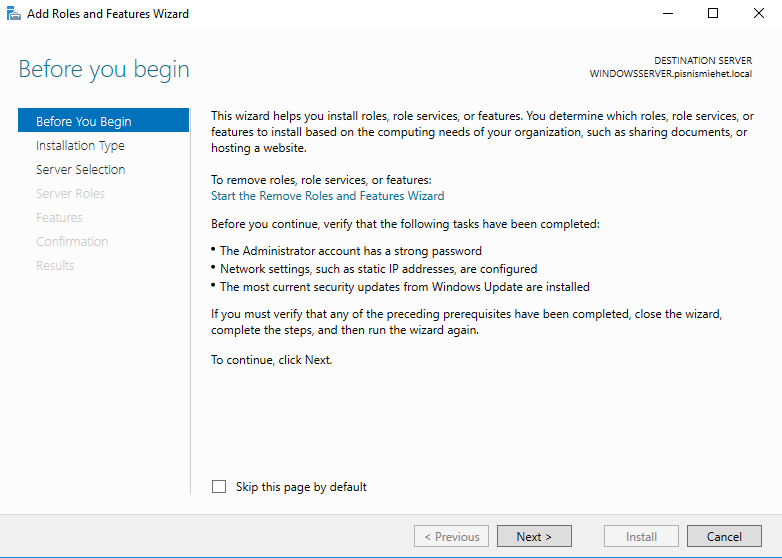 Add Roles and Features Wizard
Before you begin
DESTINATION SERVER
WINDOWSSERVER.pisnismiehet.local
Before You Begin
Installation Type
Server Selection
Server Roles
Features
Confirmation
Results
This wizard helps you install roles, role services, or features. You determine which roles, role services, or
features to install based on the computing needs of your organization, such as sharing documents, or
hosting a website.
To remove roles, role services, or features:
Start the Remove Roles and Features Wizard
Before you continue, verify that the following tasks have been completed:
• The Administrator account has a strong password
• Network settings, such as static IP addresses, are configured
• The most current security updates from Windows Update are installed
If you must verify that any of the preceding prerequisites have been completed, close the wizard,
complete the steps, and then run the wizard again.
To continue, click Next.
Skip this page by default
< Previous
Next >
Install
Cancel